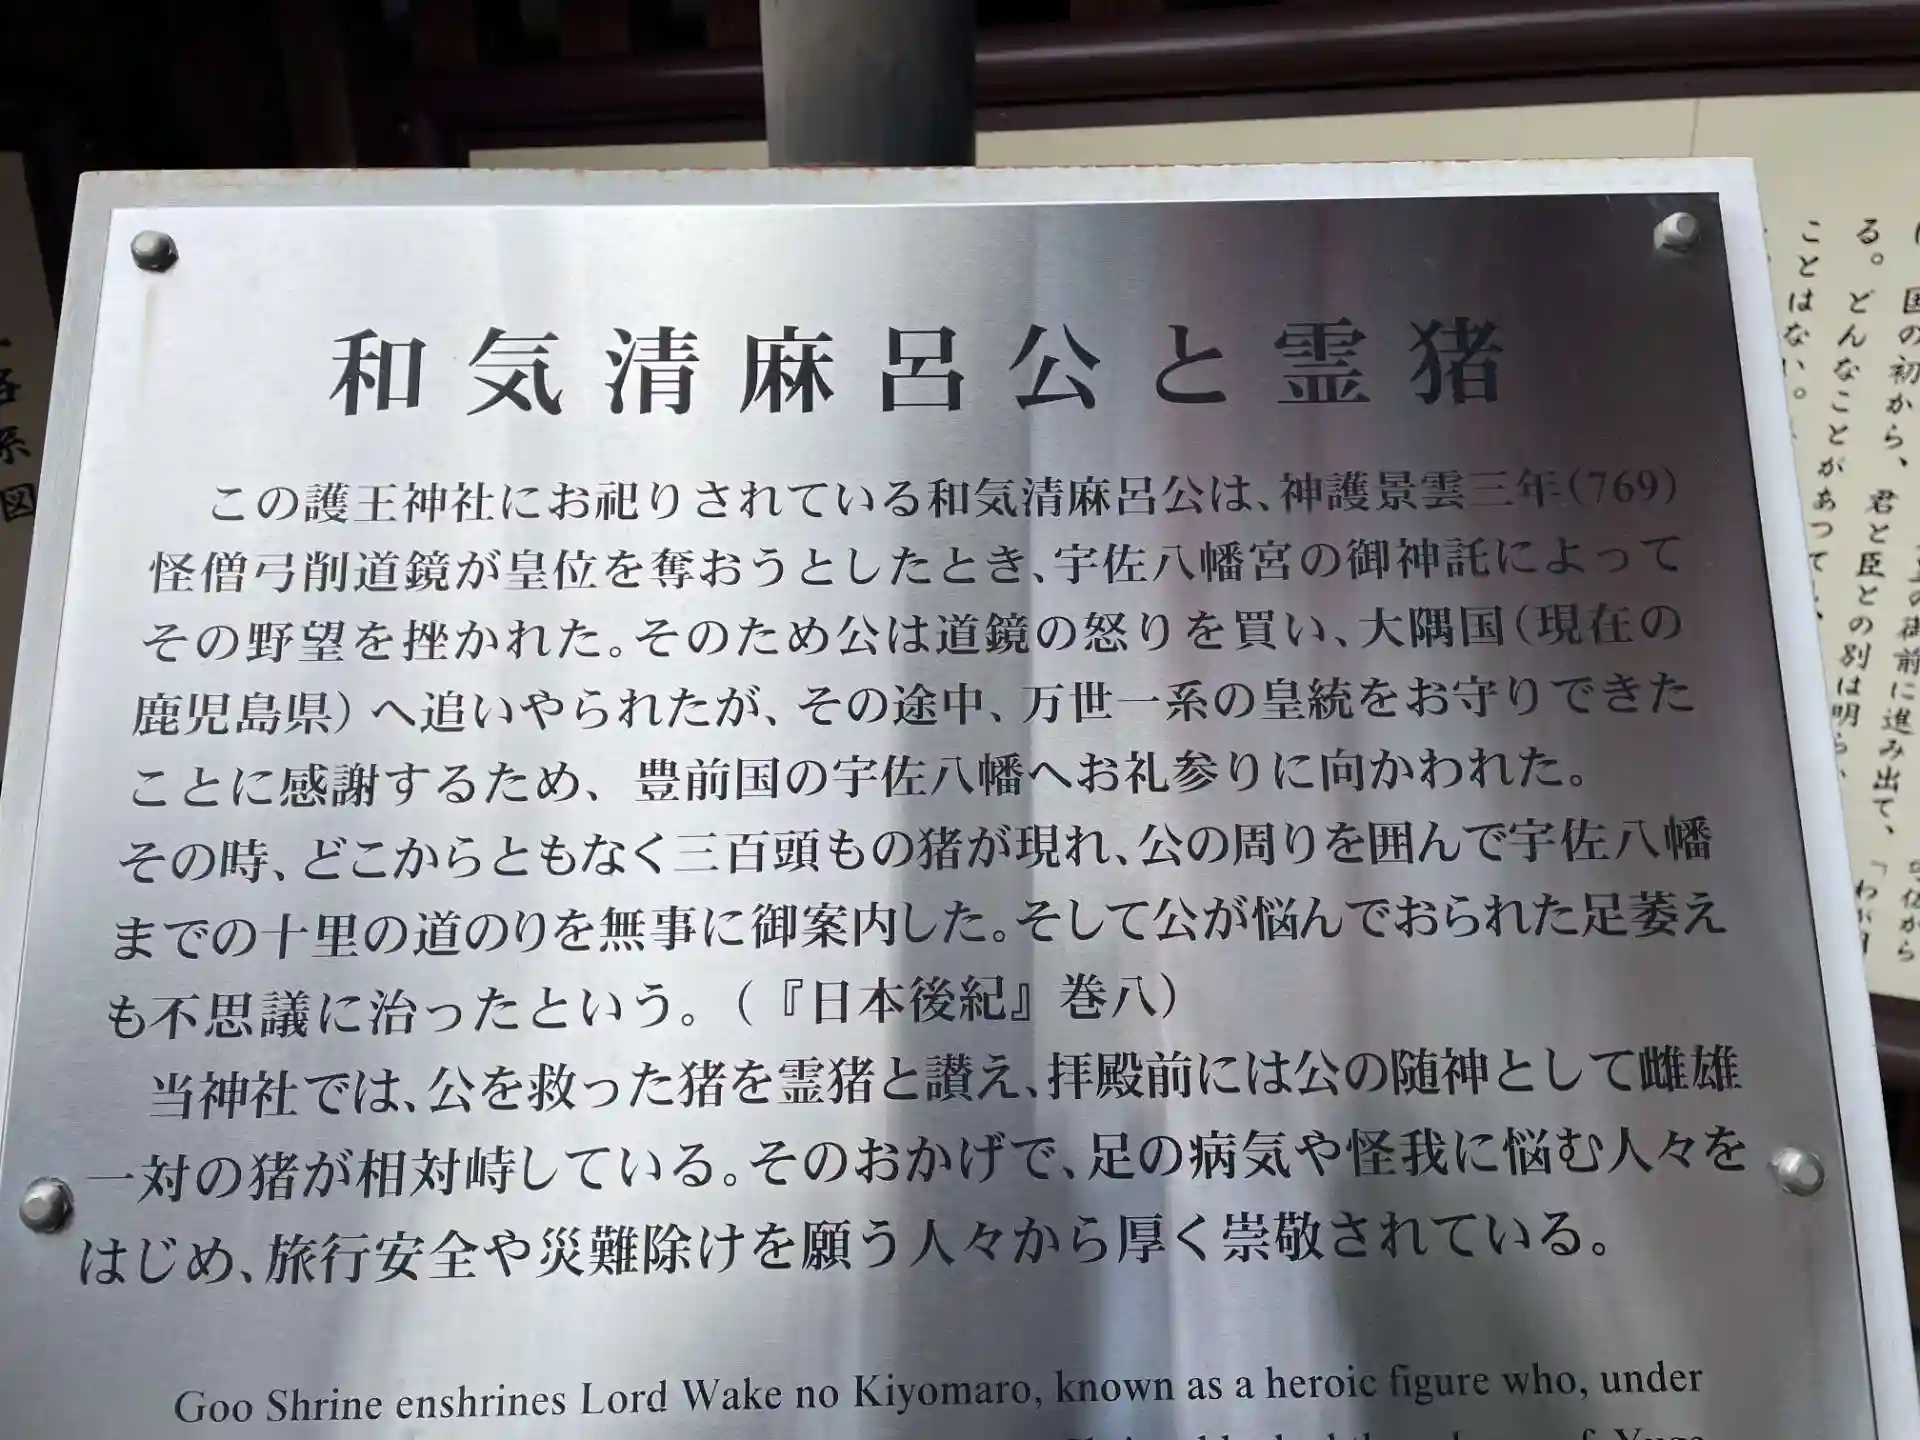 和気清麻呂公と霊猪
この護王神社にお祀りされている和気清麻呂公は、神護景雲三年(769)
怪僧弓削道鏡が皇位を奪おうとしたとき、宇佐八幡宮の御神託によって
その野望を挫かれた。そのため公は道鏡の怒りを買い、大隅国(現在の
鹿児島県)へ追いやられたが、その途中、万世一系の皇統をお守りできた
ことに感謝するため、豊前国の宇佐八幡へお礼参りに向かわれた。
その時、どこからともなく三百頭もの猪が現れ、公の周りを囲んで宇佐八幡
までの十里の道のりを無事に御案内した。そして公が悩んでおられた足萎え
も不思議に治ったという。(『日本後紀』巻八)
当神社では、公を救った猪を霊猪と讃え、拝殿前には公の随神として雌雄
一対の猪が相対峙している。そのおかげで、足の病気や怪我に悩む人々を
はじめ、旅行安全や災難除けを願う人々から厚く崇敬されている。
Goo Shrine enshrines Lord Wake no Kiyomaro, known as a heroic figure who, under
国の初から、君と臣との別は明ら
る。どんなことがあつて
ことはない。
の御前に進み出て、
系図